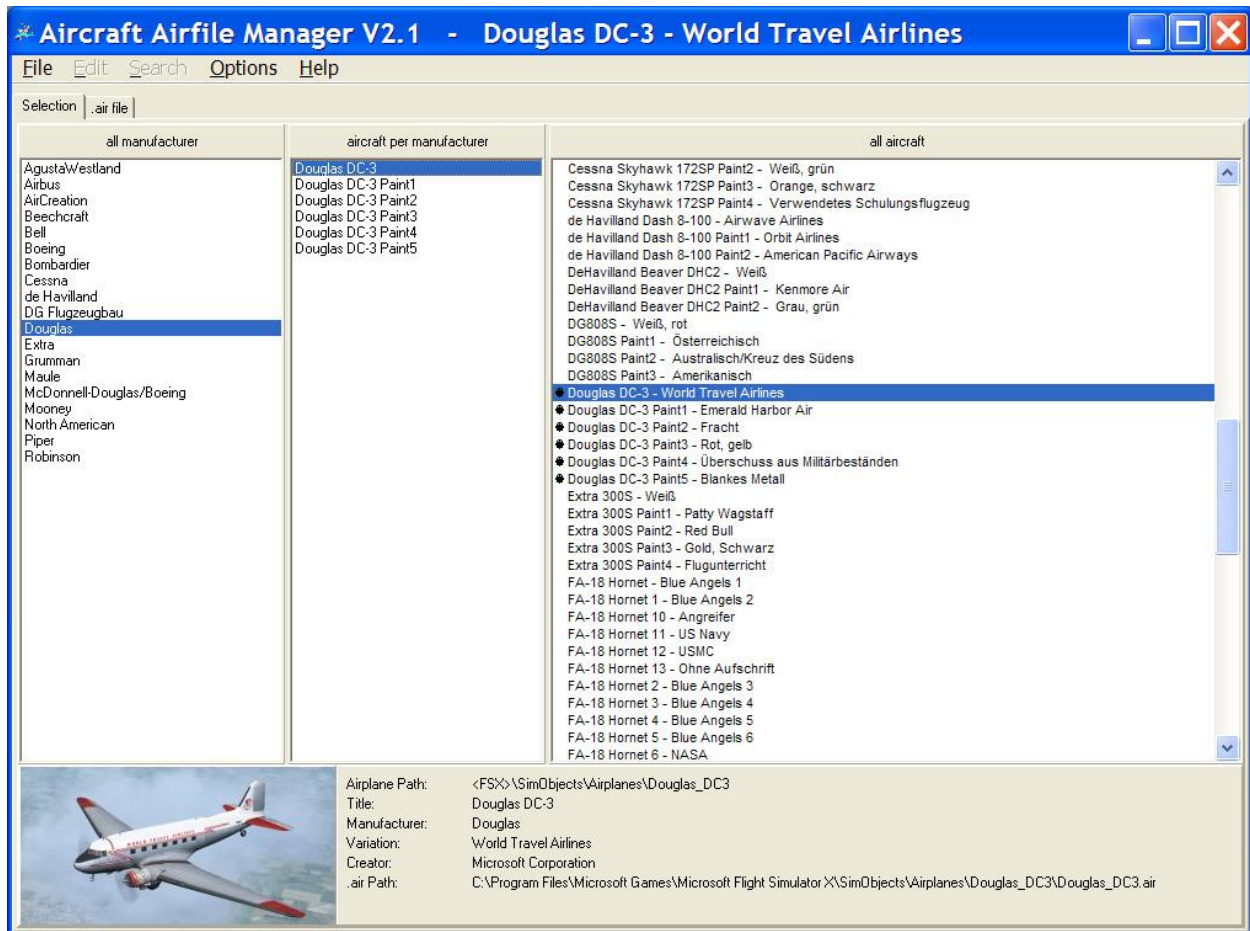 Aircraft Airfile Manager V2.1 - Douglas DC-3 - World Travel Airlines
File Edit Search Options Help
Selection .air file
all manufacturer
AgustaWestland
Airbus
AirCreation
Beechcraft
Bell
Boeing
Bombardier
Cessna
de Havilland
DG Flugzeugbau
Douglas
Extra
Grumman
Maule
McDonnell-Douglas/Boeing
Mooney
North American
Piper
Robinson
aircraft per manufacturer
Douglas DC-3
Douglas DC-3 Paint1
Douglas DC-3 Paint2
Douglas DC-3 Paint3
Douglas DC-3 Paint4
Douglas DC-3 Paint5
all aircraft
Cessna Skyhawk 172SP Paint2 - Weiß, grün
Cessna Skyhawk 172SP Paint3 - Orange, schwarz
Cessna Skyhawk 172SP Paint4 - Verwendetes Schulungsflugzeug
de Havilland Dash 8-100 - Airwave Airlines
de Havilland Dash 8-100 Paint1 - Orbit Airlines
de Havilland Dash 8-100 Paint2 - American Pacific Airways
DeHavilland Beaver DHC2 - Weiß
DeHavilland Beaver DHC2 Paint1 - Kenmore Air
DeHavilland Beaver DHC2 Paint2 - Grau, grün
DG808S - Weiß, rot
DG808S Paint1 - Österreichisch
DG808S Paint2 - Australisch/Kreuz des Südens
DG808S Paint3 - Amerikanisch
Douglas DC-3 - World Travel Airlines
Douglas DC-3 Paint1 - Emerald Harbor Air
Douglas DC-3 Paint2 - Fracht
Douglas DC-3 Paint3 - Rot, gelb
Douglas DC-3 Paint4 - Überschuss aus Militärbeständen
Douglas DC-3 Paint5 - Blankes Metall
Extra 300S - Weiß
Extra 300S Paint1 - Patty Wagstaff
Extra 300S Paint2 - Red Bull
Extra 300S Paint3 - Gold, Schwarz
Extra 300S Paint4 - Flugunterricht
FA-18 Hornet - Blue Angels 1
FA-18 Hornet 1 - Blue Angels 2
FA-18 Hornet 10 - Angreifer
FA-18 Hornet 11 - US Navy
FA-18 Hornet 12 - USMC
FA-18 Hornet 13 - Ohne Aufschrift
FA-18 Hornet 2 - Blue Angels 3
FA-18 Hornet 3 - Blue Angels 4
FA-18 Hornet 4 - Blue Angels 5
FA-18 Hornet 5 - Blue Angels 6
FA-18 Hornet 6 - NASA
WORLD TRAVEL AIRLINES
Airplane Path: <FSX>\SimObjects\Airplanes\Douglas_DC3
Title: Douglas DC-3
Manufacturer: Douglas
Variation: World Travel Airlines
Creator: Microsoft Corporation
.air Path: C:\Program Files\Microsoft Games\Microsoft Flight Simulator X\SimObjects\Airplanes\Douglas_DC3\Douglas_DC3.air